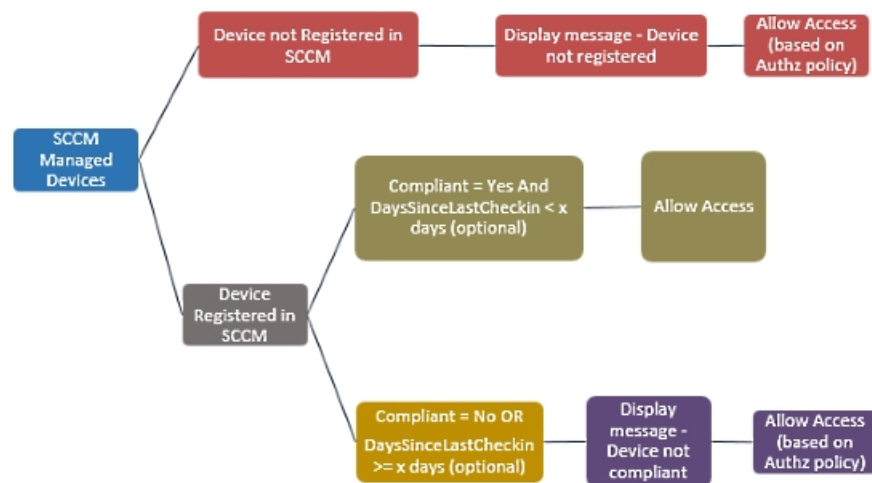 Device not Registered in
SCCM
Display message - Device
not registered
Allow Access
(based on
Authz policy)
SCCM
Managed
Devices
Compliant = Yes And
DaysSinceLastCheckin < x
days (optional)
Allow Access
Device
Registered in
SCCM
Compliant = No OR
DaysSinceLastCheckin
>= x days (optional)
Display
message -
Device not
compliant
Allow Access
(based on
Authz policy)